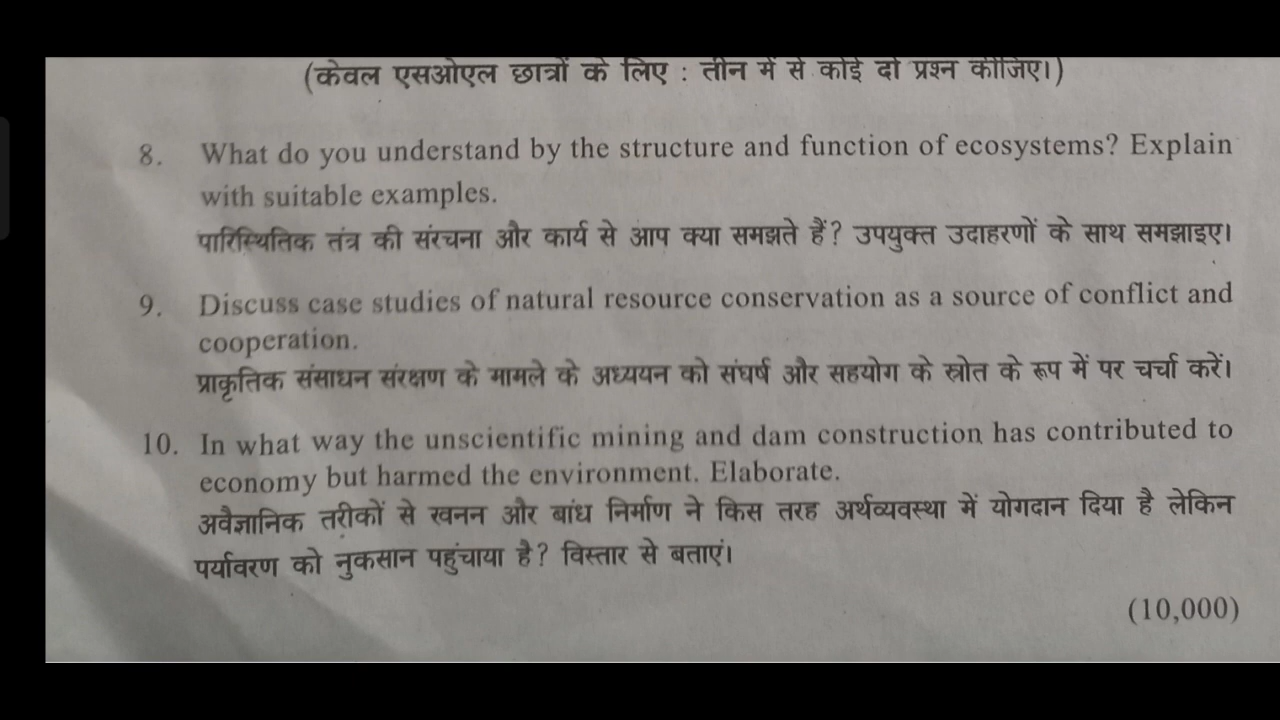 (केवल एसओएल छात्रों के लिए : तीन में से कोई दो प्रश्न कीजिए।)
8. What do you understand by the structure and function of ecosystems? Explain
with suitable examples.
पारिस्थितिक तंत्र की संरचना और कार्य से आप क्या समझते हैं? उपयुक्त उदाहरणों के साथ समझाइए।
9. Discuss case studies of natural resource conservation as a source of conflict and
cooperation.
प्राकृतिक संसाधन संरक्षण के मामले के अध्ययन को संघर्ष और सहयोग के स्रोत के रूप में पर चर्चा करें।
10. In what way the unscientific mining and dam construction has contributed to
economy but harmed the environment. Elaborate.
अवैज्ञानिक तरीकों से खनन और बांध निर्माण ने किस तरह अर्थव्यवस्था में योगदान दिया है लेकिन
पर्यावरण को नुकसान पहुंचाया है? विस्तार से बताएं।
(10,000)